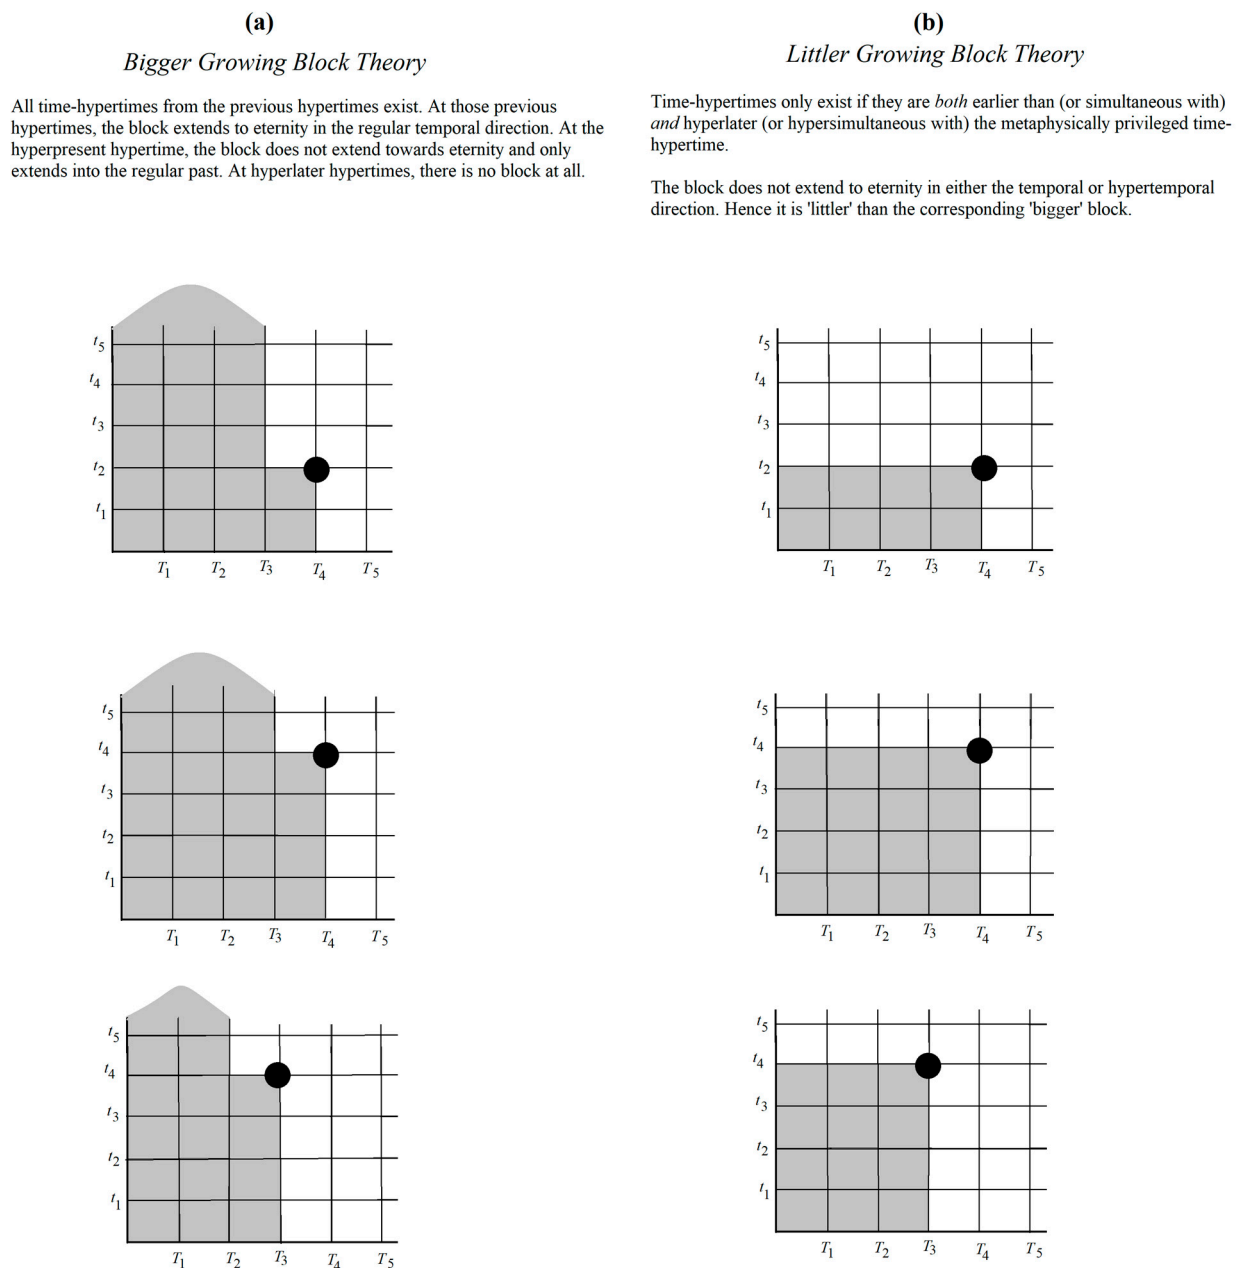 (a)
Bigger Growing Block Theory
All time-hypertimes from the previous hypertimes exist. At those previous
hypertimes, the block extends to eternity in the regular temporal direction. At the
hyperpresent hypertime, the block does not extend towards eternity and only
extends into the regular past. At hyperlater hypertimes, there is no block at all.
t5
t4
t3
t2
t1
T1 T2 T3 T4 T5
t5
t4
t3
t2
t1
T1 T2 T3 T4 T5
t5
t4
t3
t2
t1
T1 T2 T3 T4 T5
(b)
Littler Growing Block Theory
Time-hypertimes only exist if they are both earlier than (or simultaneous with)
and hyperlater (or hypersimultaneous with) the metaphysically privileged time-
hypertime.
The block does not extend to eternity in either the temporal or hypertemporal
direction. Hence it is 'littler' than the corresponding 'bigger' block.
t5
t4
t3
t2
t1
T1 T2 T3 T4 T5
t5
t4
t3
t2
t1
T1 T2 T3 T4 T5
t5
t4
t3
t2
t1
T1 T2 T3 T4 T5